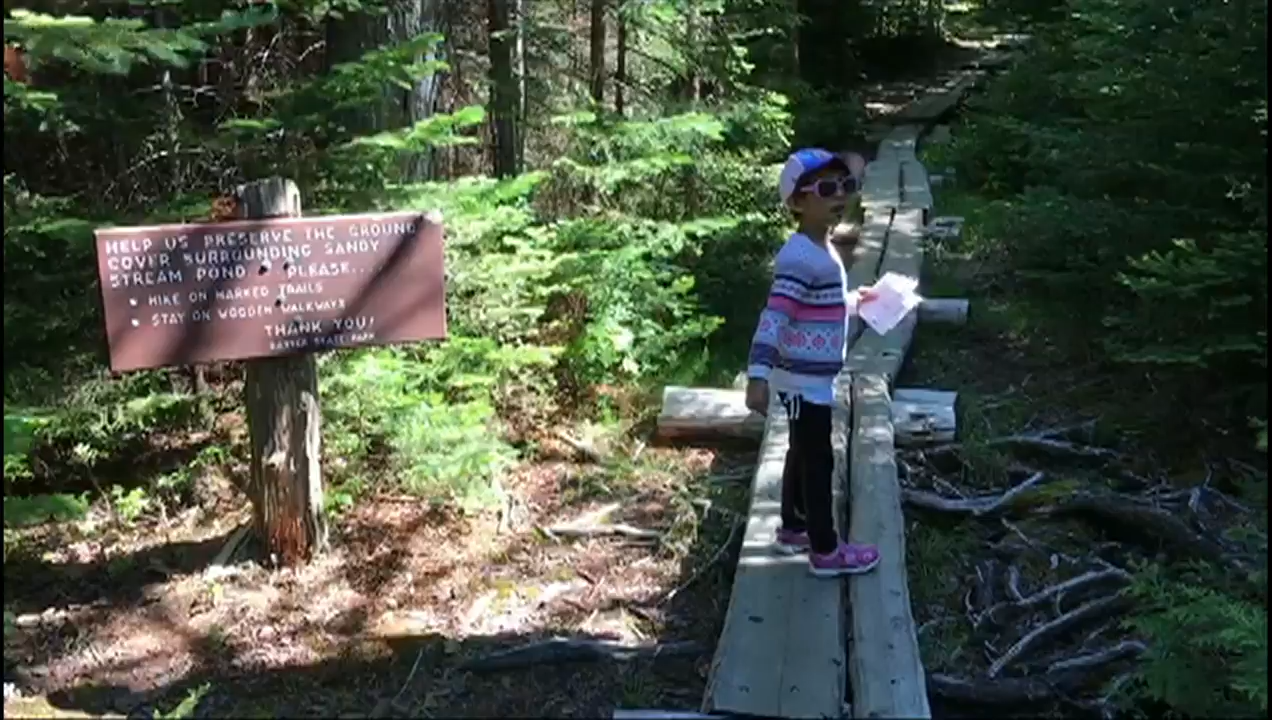 HELP US PRESERVE THE GROUND
COVER SURROUNDING SANDY
STREAM POND PLEASE....
• HIKE ON MARKED TRAILS
• STAY ON WOODEN WALKWAYS
THANK YOU!
BAXTER STATE PARK